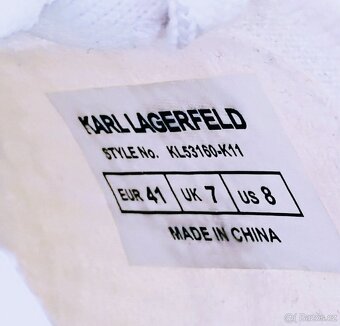 KARL LAGERFELD
STYLE No. KL53160-K11
EUR 41 UK 7 US 8
MADE IN CHINA